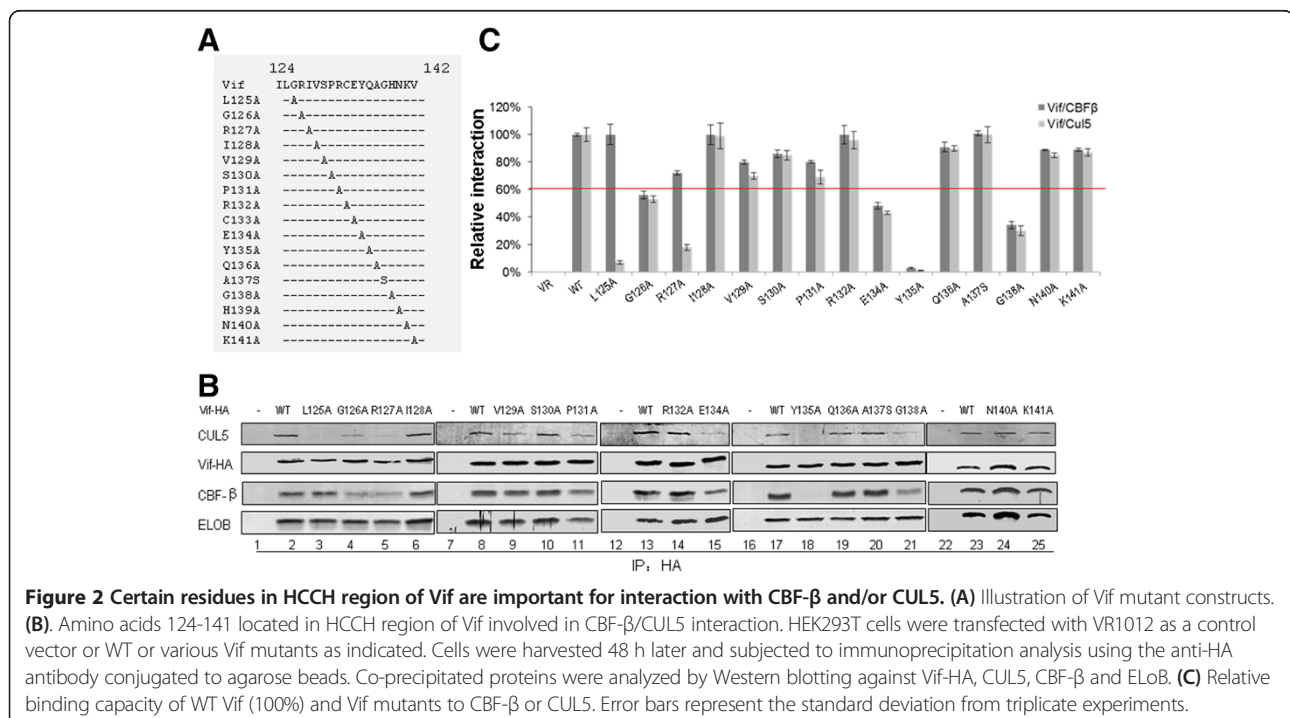 A
124 142
Vif ILGRIVSPRCEYQAGHNKV
L125A -A----------------
G126A --A---------------
R127A ---A--------------
I128A ----A-------------
V129A -----A------------
S130A ------A-----------
P131A -------A----------
R132A --------A---------
C133A ---------A--------
E134A ----------A-------
Y135A -----------A------
Q136A ------------A-----
A137S -------------S----
G138A --------------A---
H139A ---------------A--
N140A ----------------A-
K141A -----------------A-
C
Relative interaction
120%
100%
80%
60%
40%
20%
0%
Vif/CBFβ
Vif/Cul5
VR WT L125A G126A R127A I128A V129A S130A P131A R132A E134A Y135A Q136A A137S G138A N140A K141A
B
Vif-HA - WT L125A G126A R127A I128A - WT V129A S130A P131A - WT R132A E134A - WT Y135A Q136A A137S G138A - WT N140A K141A
CUL5
Vif-HA
CBF-β
ELOB
1 2 3 4 5 6 7 8 9 10 11 12 13 14 15 16 17 18 19 20 21 22 23 24 25
IP: HA
Figure 2 Certain residues in HCCH region of Vif are important for interaction with CBF-β and/or CUL5. (A) Illustration of Vif mutant constructs.
(B). Amino acids 124-141 located in HCCH region of Vif involved in CBF-β/CUL5 interaction. HEK293T cells were transfected with VR1012 as a control
vector or WT or various Vif mutants as indicated. Cells were harvested 48 h later and subjected to immunoprecipitation analysis using the anti-HA
antibody conjugated to agarose beads. Co-precipitated proteins were analyzed by Western blotting against Vif-HA, CUL5, CBF-β and ELoB. (C) Relative
binding capacity of WT Vif (100%) and Vif mutants to CBF-β or CUL5. Error bars represent the standard deviation from triplicate experiments.